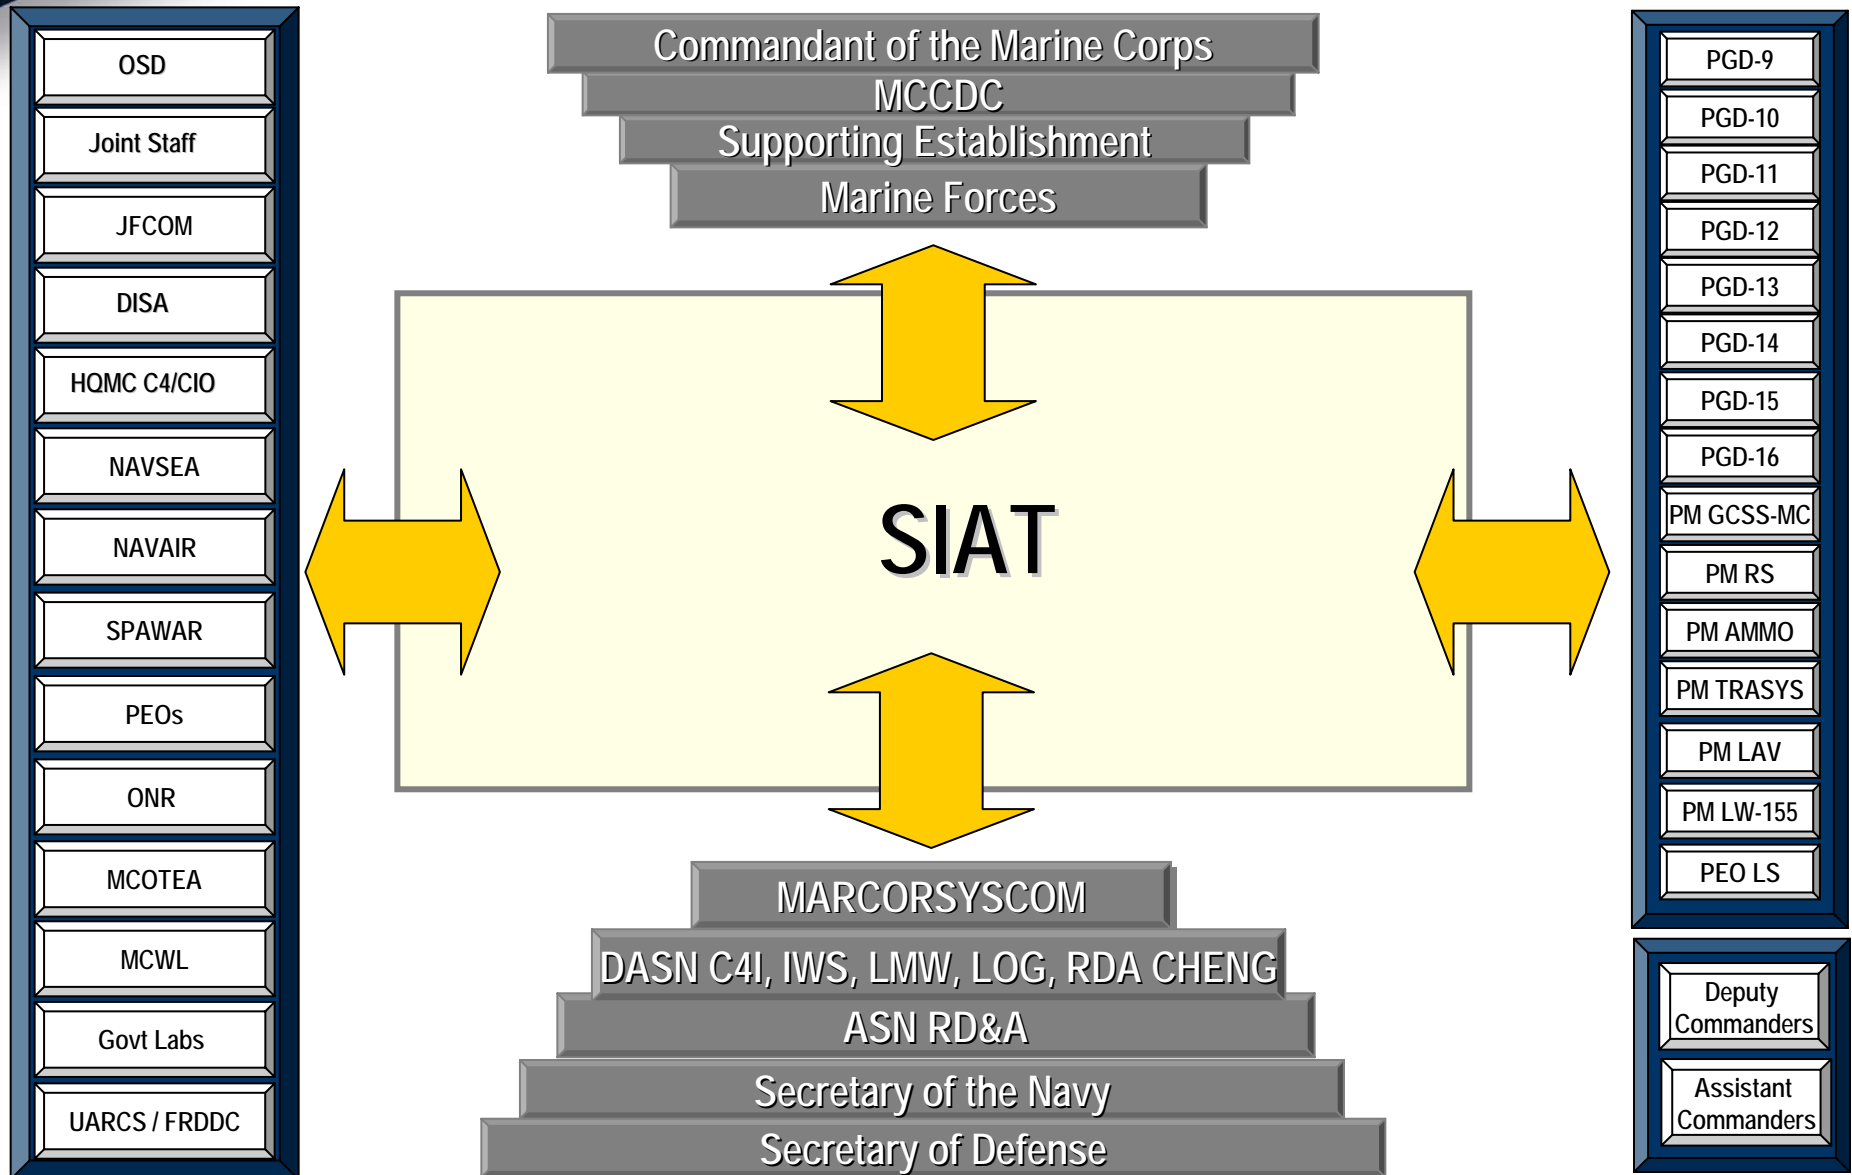 OSD
Joint Staff
JFCOM
DISA
HQMC C4/CIO
NAVSEA
NAVAIR
SPAWAR
PEOs
ONR
MCOTEA
MCWL
Govt Labs
UARCS / FRDDC
Commandant of the Marine Corps
MCCDC
Supporting Establishment
Marine Forces
SIAT
MARCORSYSCOM
DASN C4I, IWS, LMW, LOG, RDA CHENG
ASN RD&A
Secretary of the Navy
Secretary of Defense
PGD-9
PGD-10
PGD-11
PGD-12
PGD-13
PGD-14
PGD-15
PGD-16
PM GCSS-MC
PM RS
PM AMMO
PM TRASYS
PM LAV
PM LW-155
PEO LS
Deputy
Commanders
Assistant
Commanders